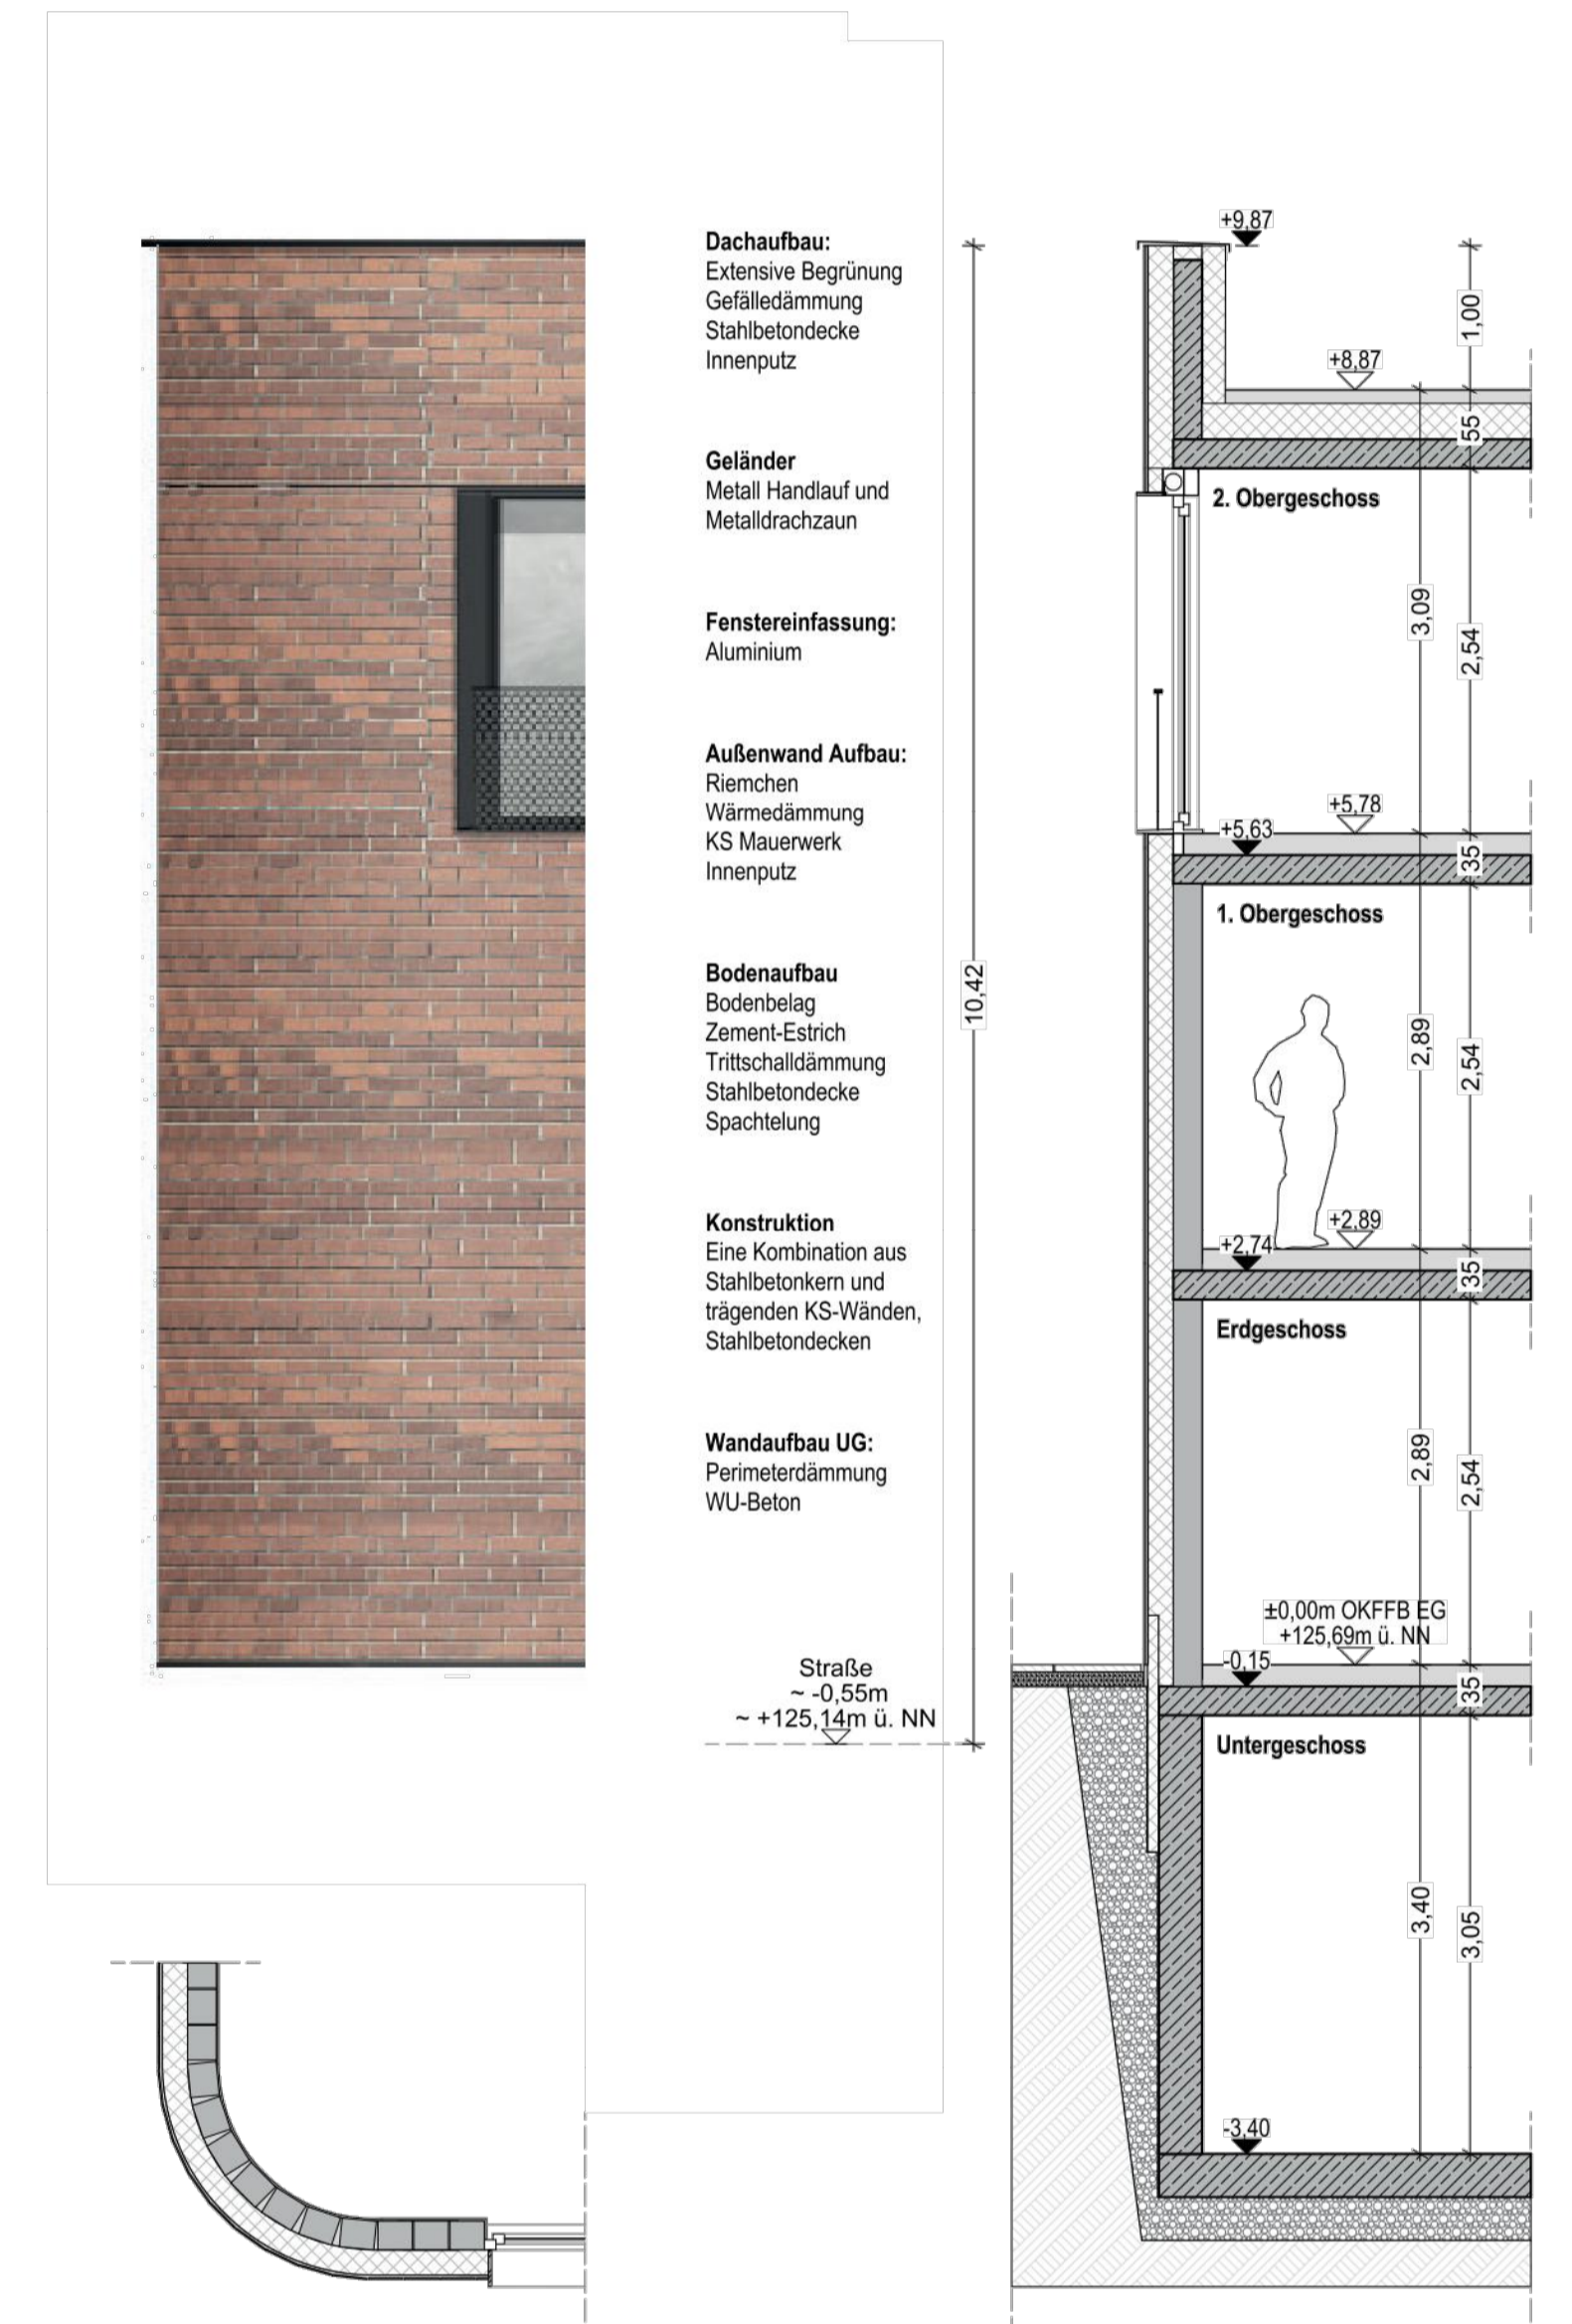 Dachaufbau:
Extensive Begrünung
Gefälledämmung
Stahlbetondecke
Innenputz
Geländer
Metall Handlauf und
Metalldrachzaun
Fenstereinfassung:
Aluminium
Außenwand Aufbau:
Riemchen
Wärmedämmung
KS Mauerwerk
Innenputz
Bodenaufbau
Bodenbelag
Zement-Estrich
Trittschalldämmung
Stahlbetondecke
Spachtelung
Konstruktion
Eine Kombination aus
Stahlbetonkern und
trägenden KS-Wänden,
Stahlbetondecken
Wandaufbau UG:
Perimeterdämmung
WU-Beton
Straße
~ -0,55m
~ +125,14m ü. NN
10,42
+9,87
1,00
+8,87
55
2. Obergeschoss
3,09
2,54
+5,78
+5,63
35
1. Obergeschoss
2,89
2,54
+2,89
+2,74
35
Erdgeschoss
2,89
2,54
±0,00m OKFFB EG
+125,69m ü. NN
-0,15
35
Untergeschoss
3,40
3,05
-3,40